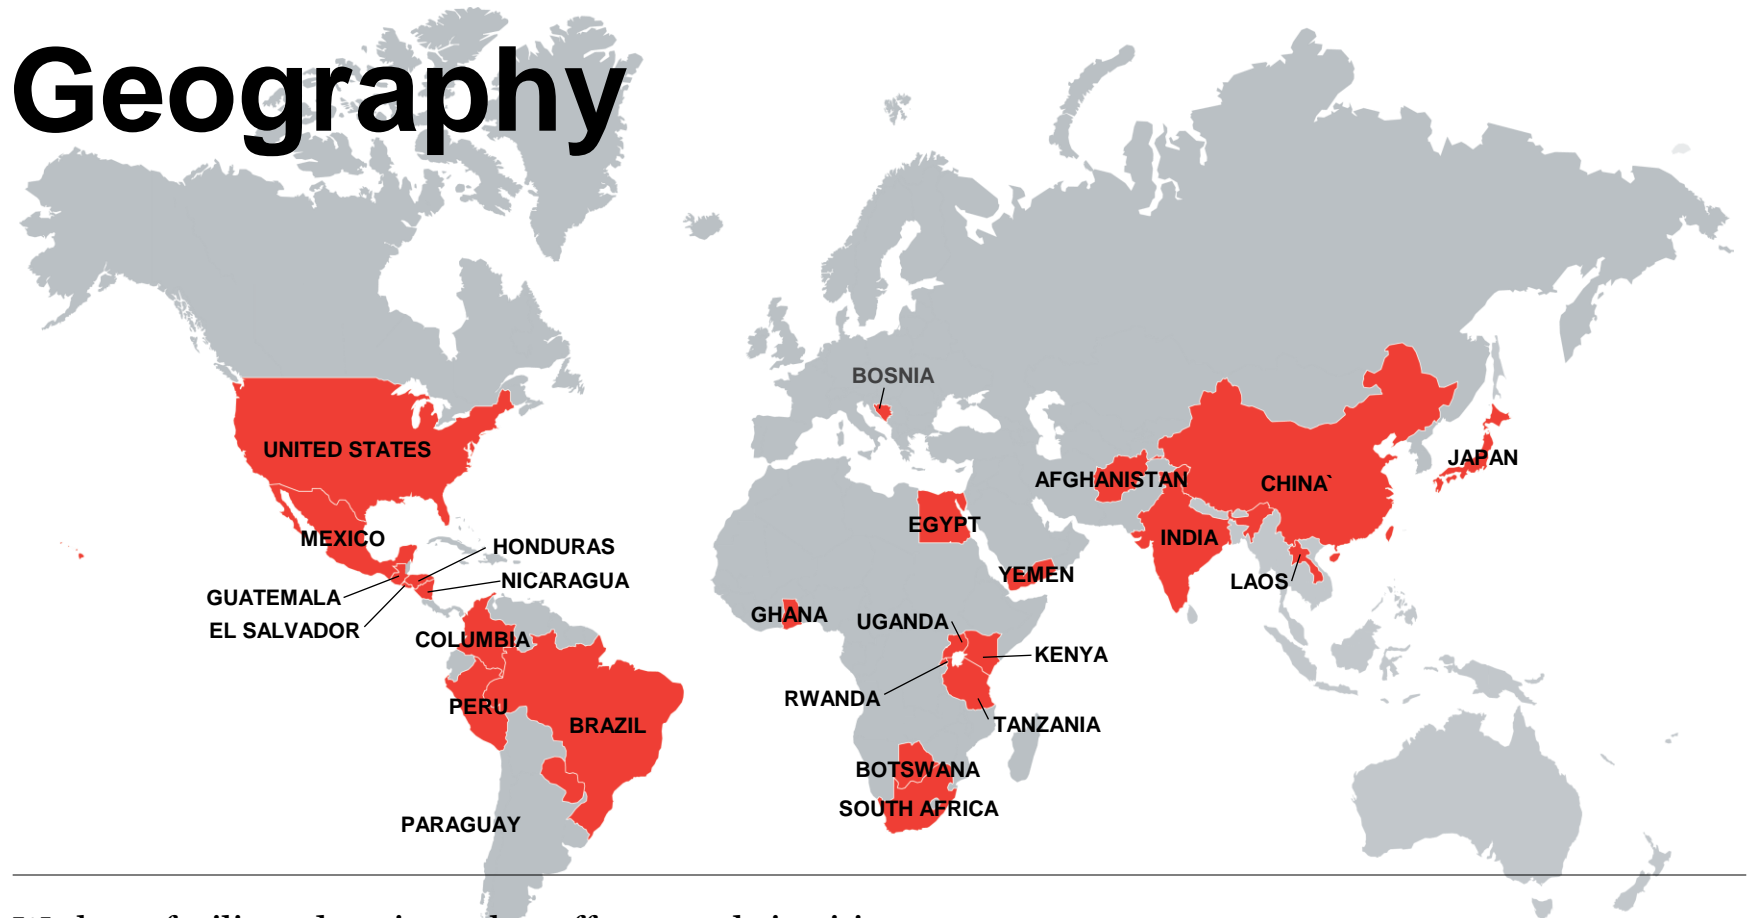 Geography
BOSNIA
UNITED STATES
JAPAN
AFGHANISTAN
CHINA`
EGYPT
MEXICO
INDIA
HONDURAS
YEMEN
NICARAGUA
LAOS
GUATEMALA
GHANA
UGANDA
EL SALVADOR
COLUMBIA
KENYA
RWANDA
PERU
BRAZIL
TANZANIA
BOTSWANA
SOUTH AFRICA
PARAGUAY